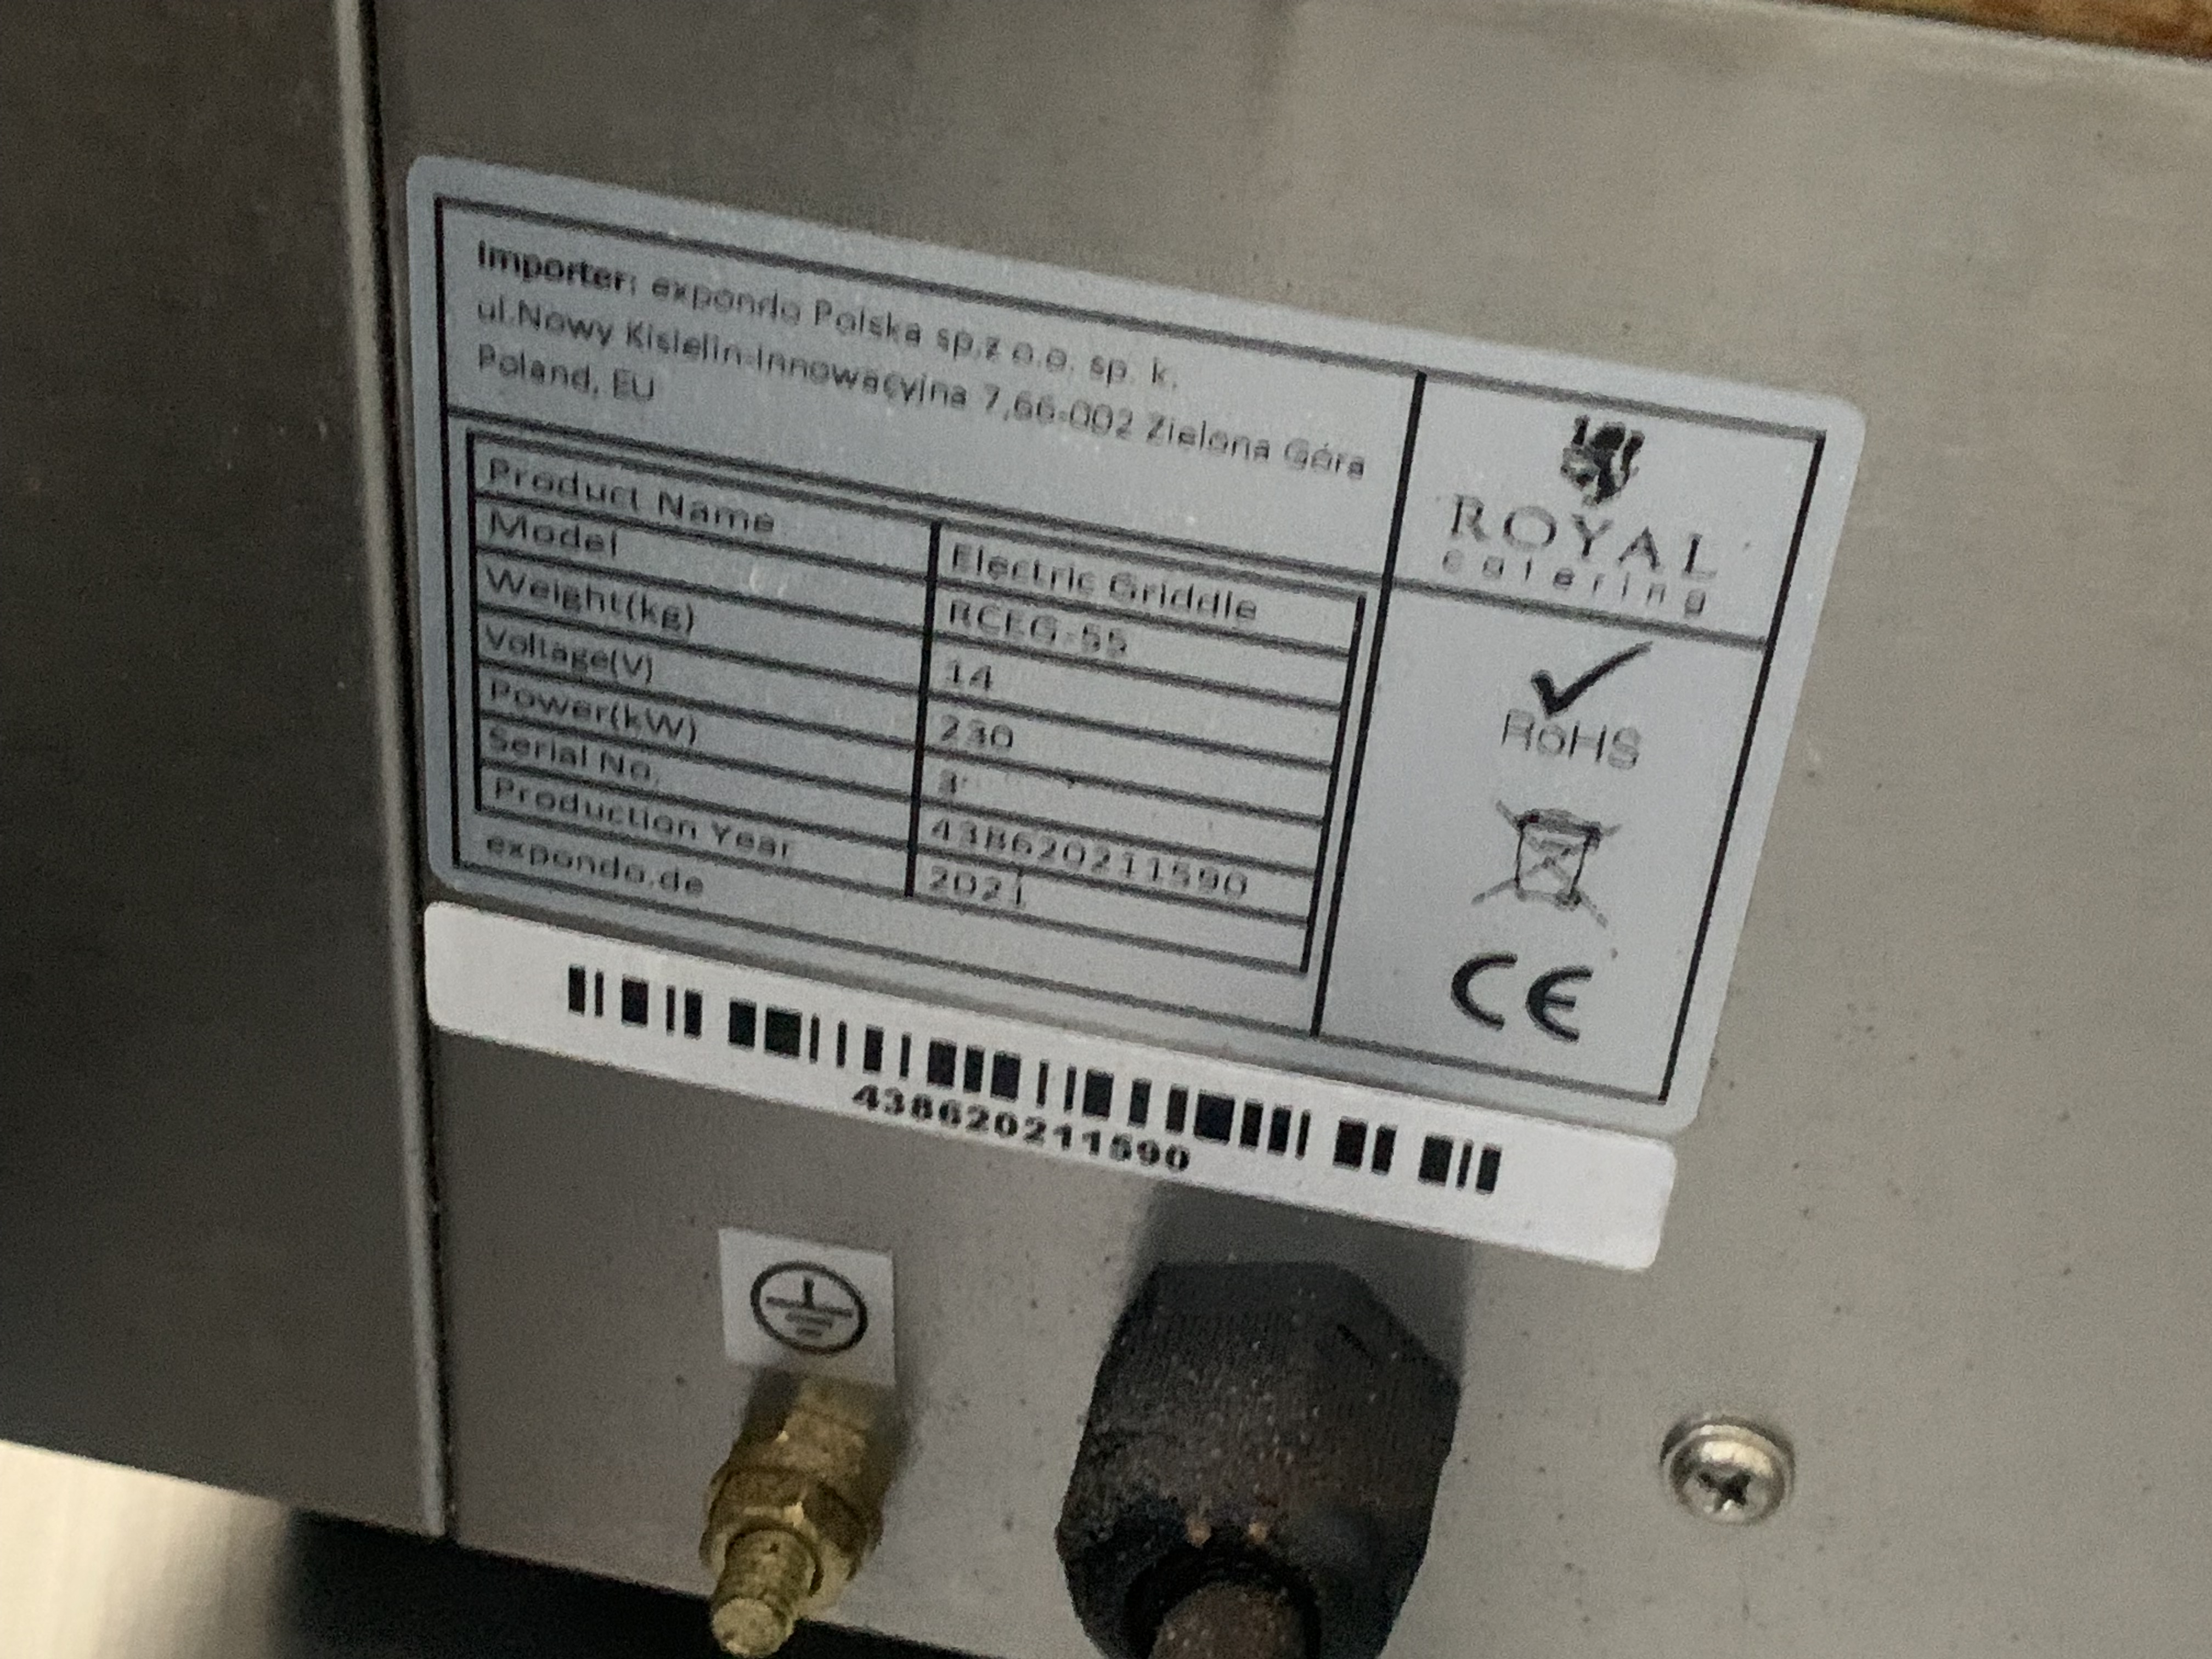 Importer: expondo Polska sp.z o.o. sp. k.
ul.Nowy Kisielin-Innowacyjna 7,66-002 Zielona Góra
Poland, EU
ROYAL
catering
Product Name Electric Griddle
Model RCEG-55
Weight(kg) 14
Voltage(V) 230
Power(kW) 3
Serial No. 438620211590
Production Year 2021
expondo.de
RoHS
CE
438620211590